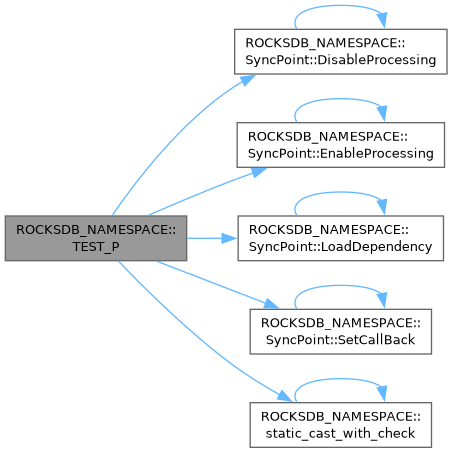 ROCKSDB_NAMESPACE::
SyncPoint::DisableProcessing
ROCKSDB_NAMESPACE::
SyncPoint::EnableProcessing
ROCKSDB_NAMESPACE::
TEST_P
ROCKSDB_NAMESPACE::
SyncPoint::LoadDependency
ROCKSDB_NAMESPACE::
SyncPoint::SetCallBack
ROCKSDB_NAMESPACE::
static_cast_with_check